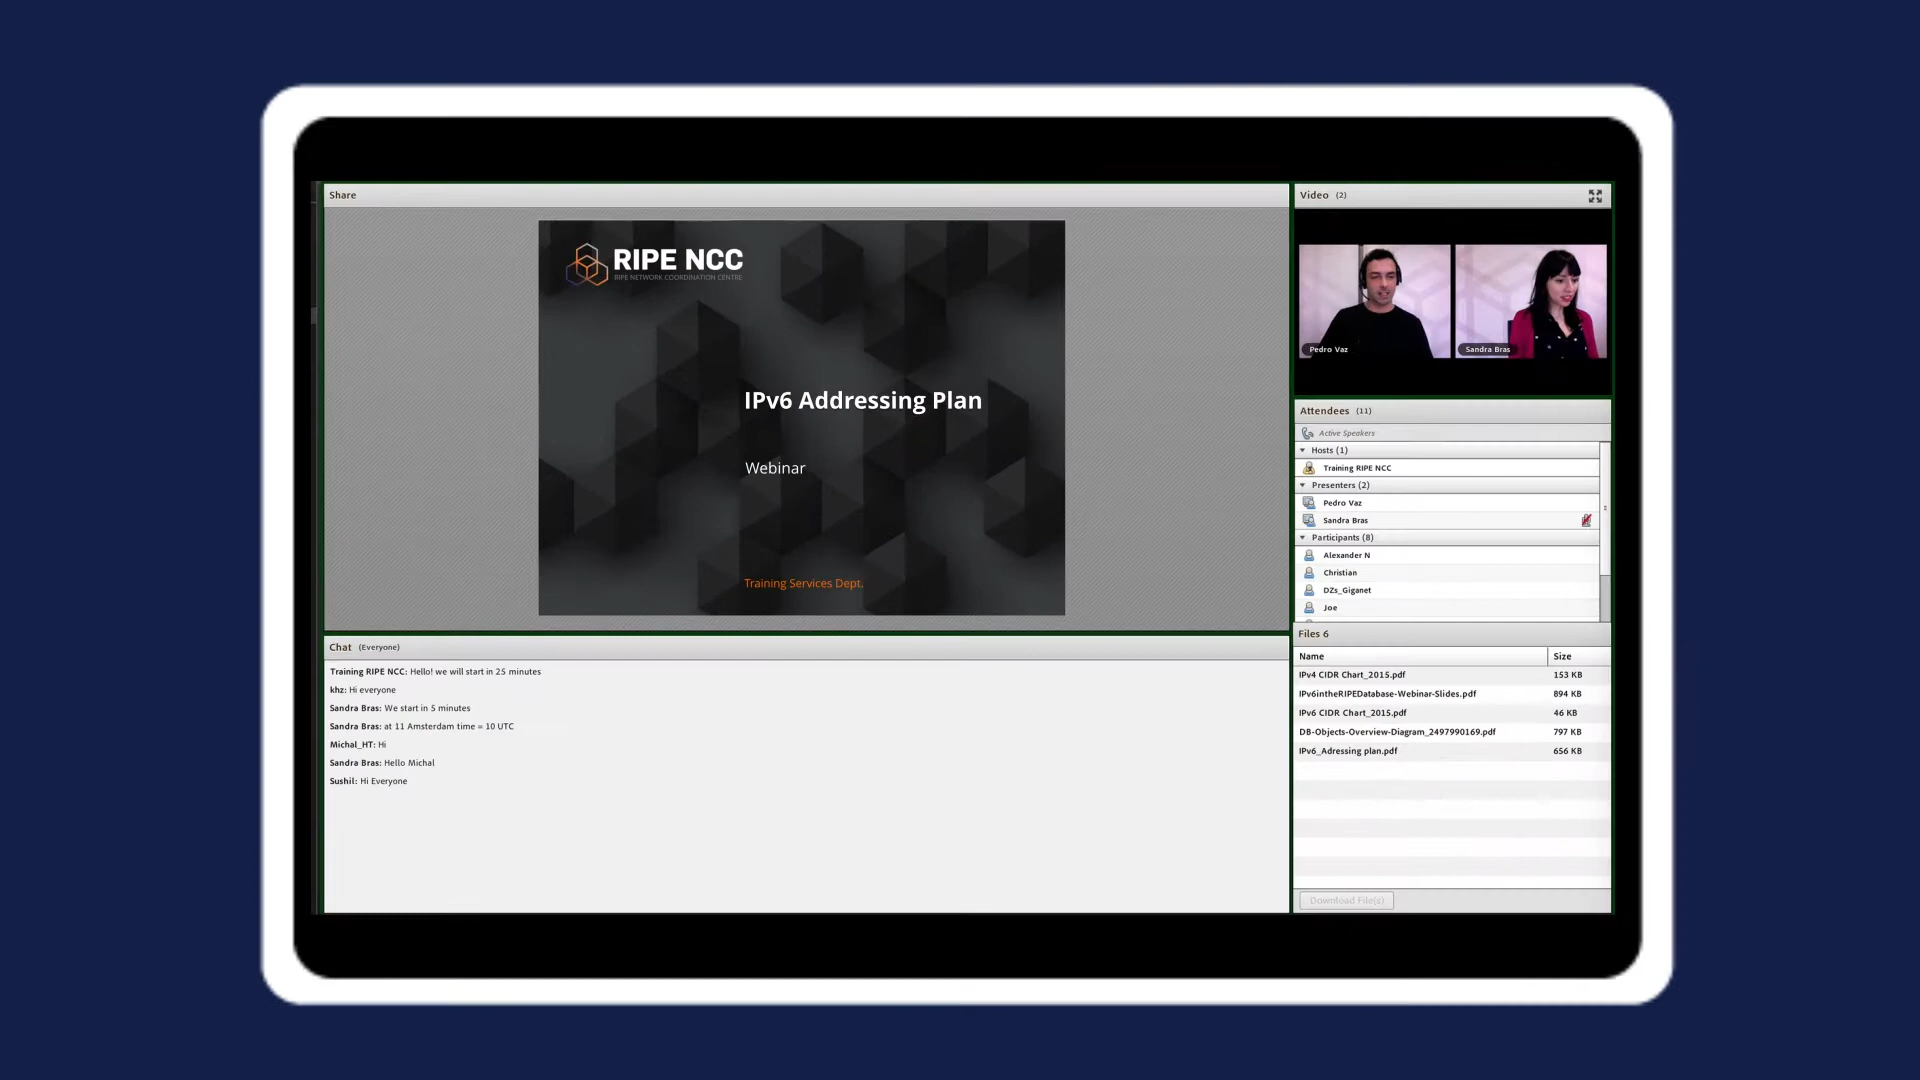 Share
RIPE NCC
RIPE NETWORK COORDINATION CENTRE
IPv6 Addressing Plan
Webinar
Training Services Dept.
Chat (Everyone)
Training RIPE NCC: Hello! we will start in 25 minutes
khz: Hi everyone
Sandra Bras: We start in 5 minutes
Sandra Bras: at 11 Amsterdam time = 10 UTC
Michal_HT: Hi
Sandra Bras: Hello Michal
Sushil: Hi Everyone
Video (2)
Pedro Vaz
Sandra Bras
Attendees (11)
Active Speakers
Hosts (1)
Training RIPE NCC
Presenters (2)
Pedro Vaz
Sandra Bras
Participants (8)
Alexander N
Christian
DZs_Giganet
Joe
Files 6
Name Size
IPv4 CIDR Chart_2015.pdf 153 KB
IPv6intheRIPEDatabase-Webinar-Slides.pdf 894 KB
IPv6 CIDR Chart_2015.pdf 46 KB
DB-Objects-Overview-Diagram_2497990169.pdf 797 KB
IPv6_Adressing plan.pdf 656 KB
Download File(s)